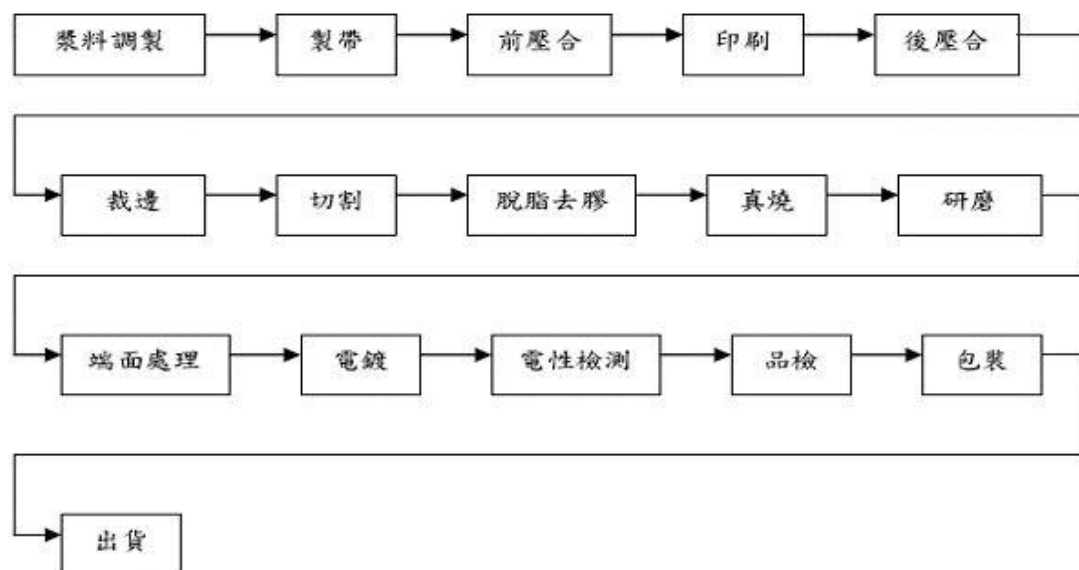 漿料調製 製帶 前壓合 印刷 後壓合
裁邊 切割 脫脂去膠 真燒 研磨
端面處理 電鍍 電性檢測 品檢 包裝
出貨